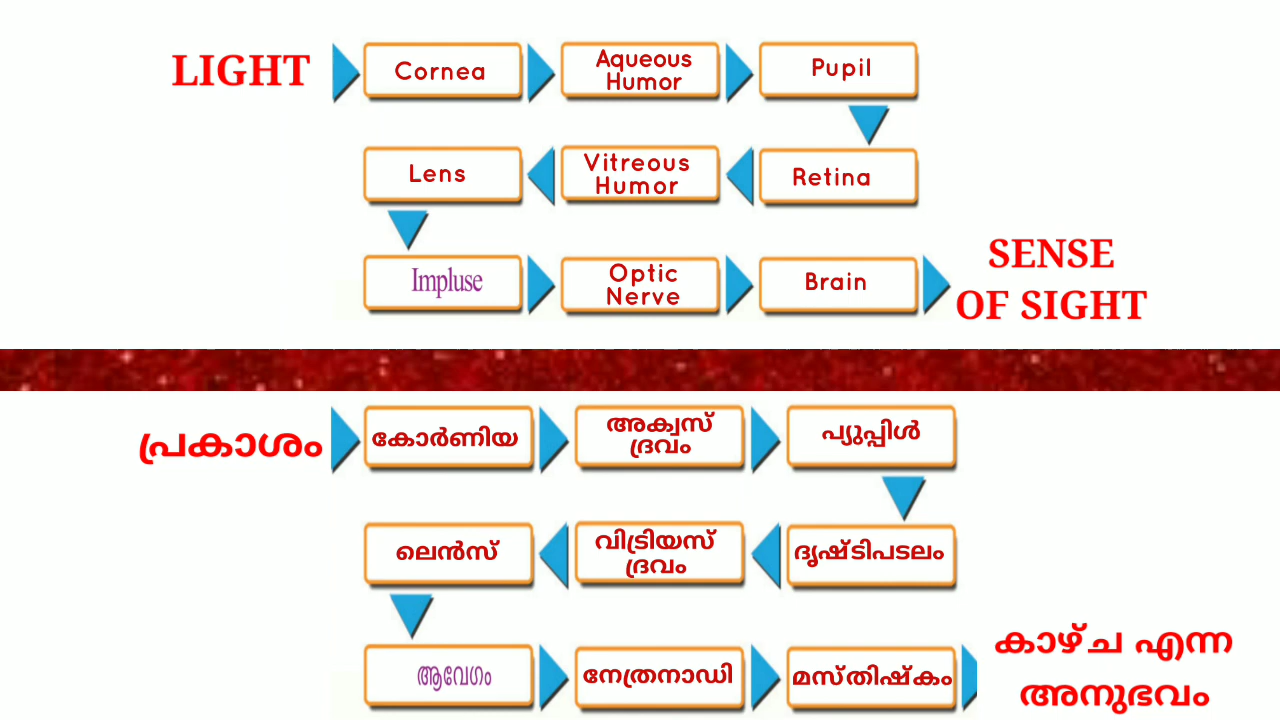 LIGHT
Cornea
Aqueous
Humor
Pupil
Lens
Vitreous
Humor
Retina
Impluse
Optic
Nerve
Brain
SENSE
OF SIGHT
പ്രകാശം
കോർണിയ
അക്വസ്
ദ്രവം
പ്യുപ്പിൾ
ലെൻസ്
വിട്രിയസ്
ദ്രവം
ദൃഷ്ടിപടലം
ആവേഗം
നേത്രനാഡി
മസ്തിഷ്കം
കാഴ്ച എന്ന
അനുഭവം